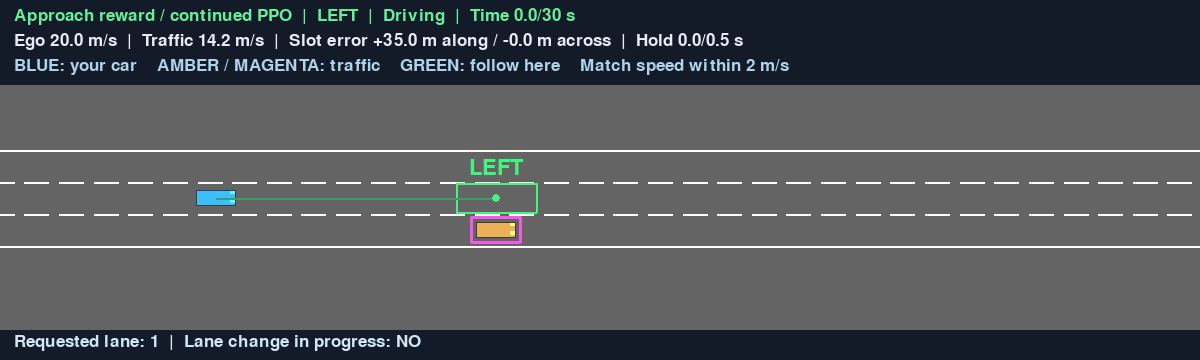 Approach reward / continued PPO | LEFT | Driving | Time 0.0/30 s
Ego 20.0 m/s | Traffic 14.2 m/s | Slot error +35.0 m along / -0.0 m across | Hold 0.0/0.5 s
BLUE: your car AMBER / MAGENTA: traffic GREEN: follow here Match speed within 2 m/s
LEFT
Requested lane: 1 | Lane change in progress: NO